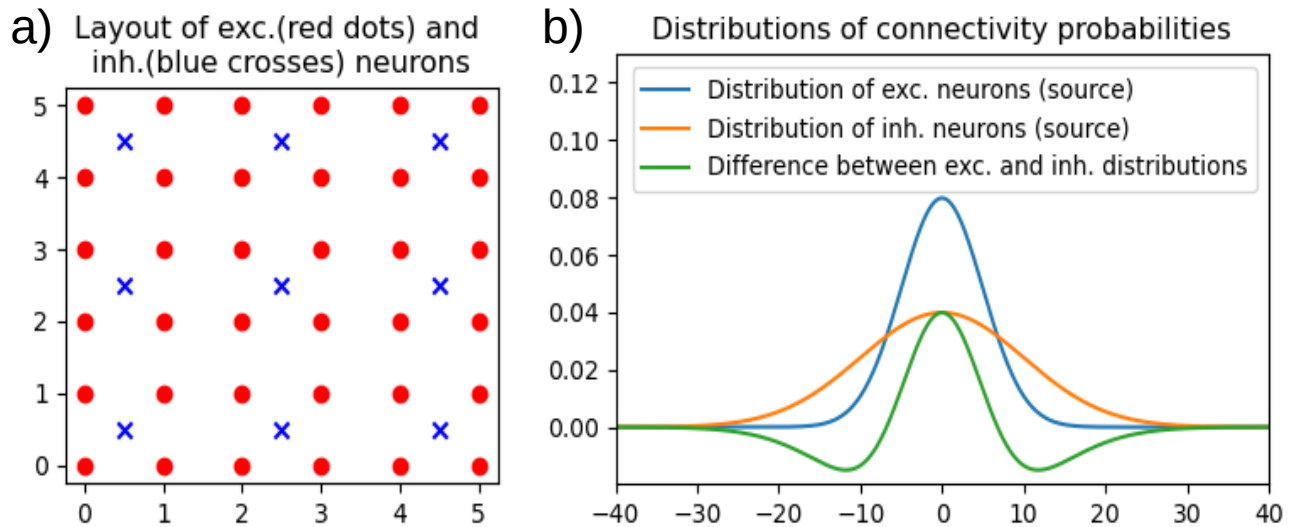 a)
Layout of exc.(red dots) and
inh.(blue crosses) neurons
5
4
3
2
1
0
0 1 2 3 4 5
b)
Distributions of connectivity probabilities
Distribution of exc. neurons (source)
Distribution of inh. neurons (source)
Difference between exc. and inh. distributions
0.12
0.10
0.08
0.06
0.04
0.02
0.00
−40 −30 −20 −10 0 10 20 30 40